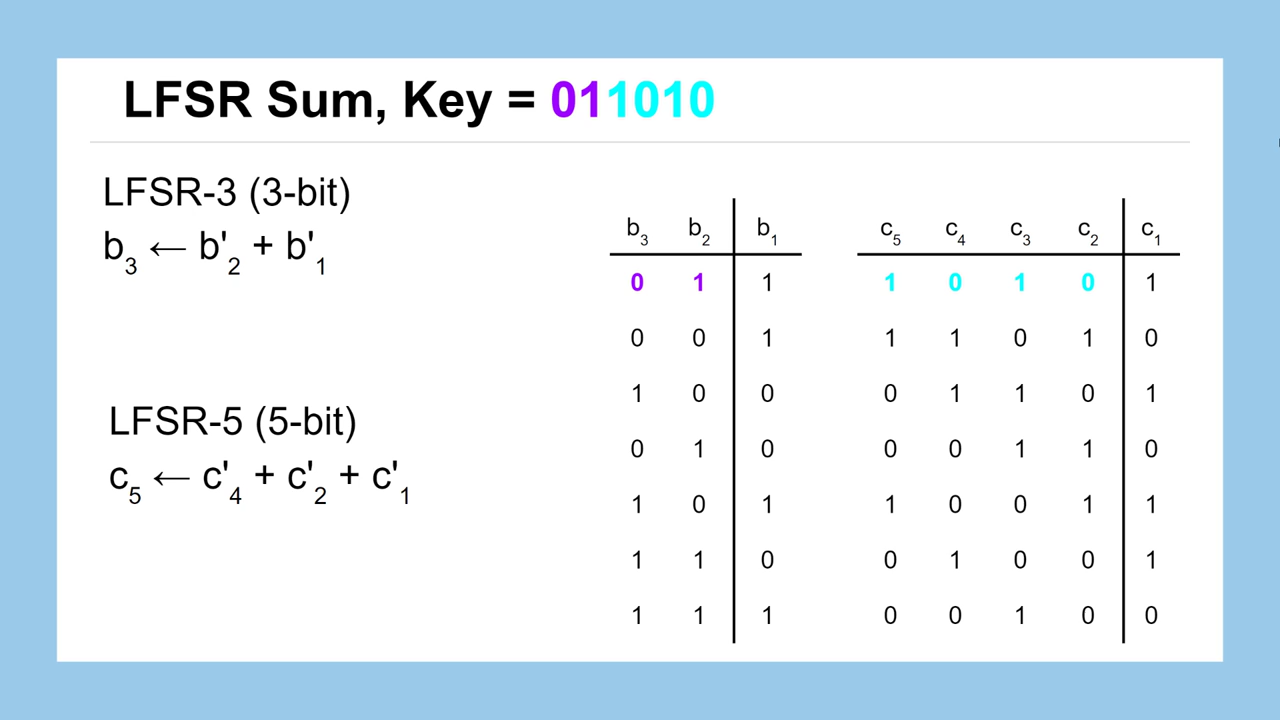 LFSR Sum, Key = 011010
LFSR-3 (3-bit)
b₃ ← b'₂ + b'₁
LFSR-5 (5-bit)
c₅ ← c'₄ + c'₂ + c'₁
b₃ b₂ b₁
0 1 1
0 0 1
1 0 0
0 1 0
1 0 1
1 1 0
1 1 1
c₅ c₄ c₃ c₂ c₁
1 0 1 0 1
1 1 0 1 0
0 1 1 0 1
0 0 1 1 0
1 0 0 1 1
0 1 0 0 1
0 0 1 0 0